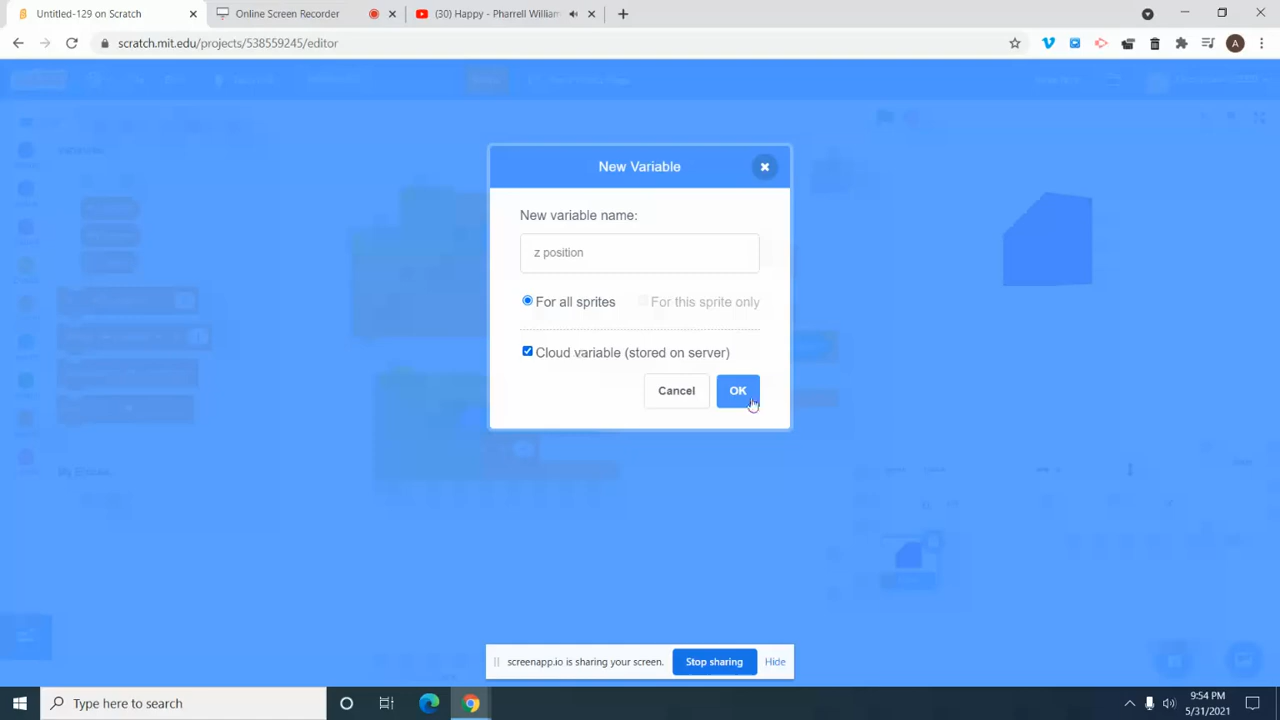 Untitled-129 on Scratch
Online Screen Recorder
(30) Happy - Pharrell William
scratch.mit.edu/projects/538559245/editor
A
New Variable
New variable name:
z position
For all sprites
For this sprite only
Cloud variable (stored on server)
Cancel
OK
screenapp.io is sharing your screen.
Stop sharing
Hide
Type here to search
9:54 PM
5/31/2021